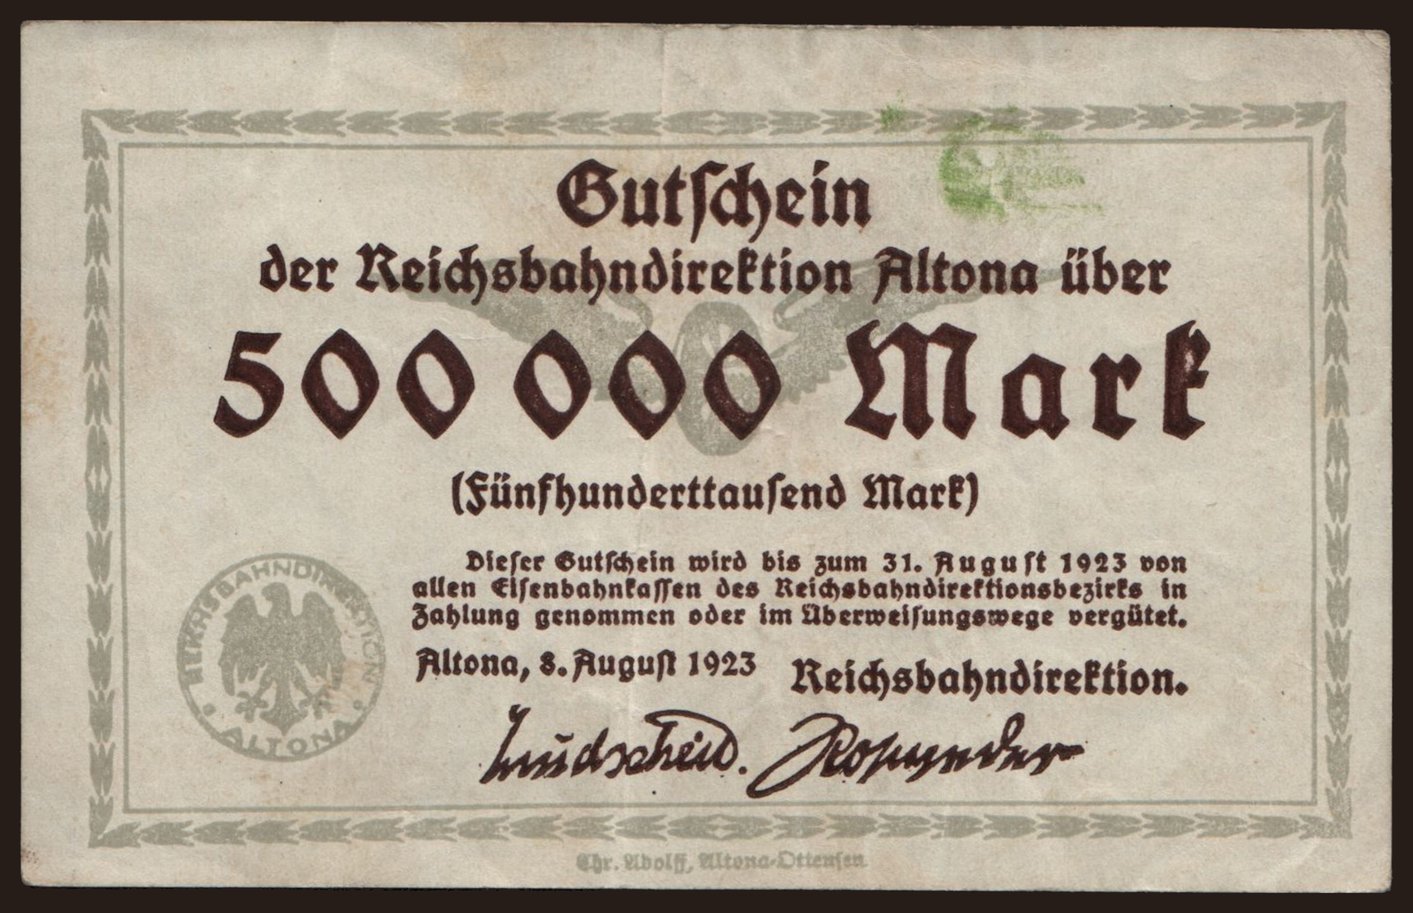 Gutschein
der Reichsbahndirektion Altona über
500 000 Mark
(Fünfhunderttausend Mark)
Dieser Gutschein wird bis zum 31. August 1923 von
allen Eisenbahnkassen des Reichsbahndirektionsbezirks in
Zahlung genommen oder im Überweisungswege vergütet.
Altona, 8. August 1923
Reichsbahndirektion.
REICHSBAHNDIREKTION
ALTONA
Chr. Adolff, Altona-Ottensen